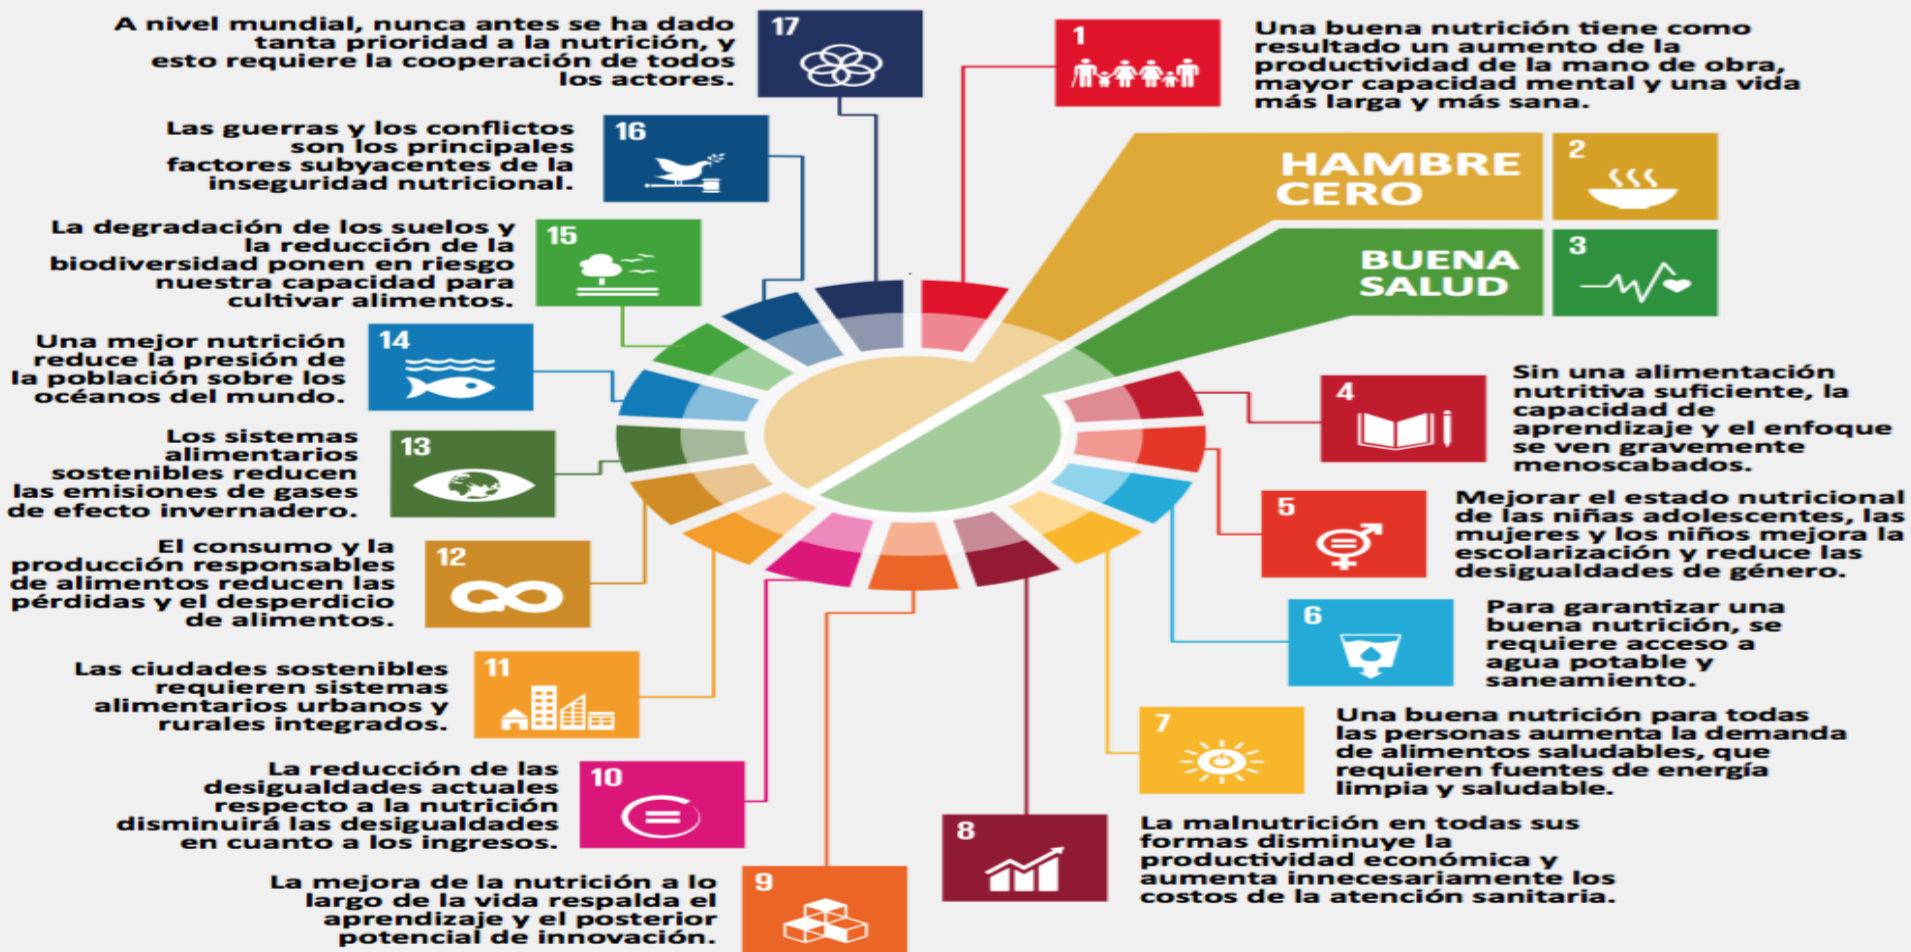 17
A nivel mundial, nunca antes se ha dado
tanta prioridad a la nutrición, y
esto requiere la cooperación de todos
los actores.
1
Una buena nutrición tiene como
resultado un aumento de la
productividad de la mano de obra,
mayor capacidad mental y una vida
más larga y más sana.
16
Las guerras y los conflictos
son los principales
factores subyacentes de la
inseguridad nutricional.
HAMBRE
CERO
2
15
La degradación de los suelos y
la reducción de la
biodiversidad ponen en riesgo
nuestra capacidad para
cultivar alimentos.
BUENA
SALUD
3
14
Una mejor nutrición
reduce la presión de
la población sobre los
océanos del mundo.
4
Sin una alimentación
nutritiva suficiente, la
capacidad de
aprendizaje y el enfoque
se ven gravemente
menoscabados.
13
Los sistemas
alimentarios
sostenibles reducen
las emisiones de gases
de efecto invernadero.
5
Mejorar el estado nutricional
de las niñas adolescentes, las
mujeres y los niños mejora la
escolarización y reduce las
desigualdades de género.
12
El consumo y la
producción responsables
de alimentos reducen las
pérdidas y el desperdicio
de alimentos.
6
Para garantizar una
buena nutrición, se
requiere acceso a
agua potable y
saneamiento.
11
Las ciudades sostenibles
requieren sistemas
alimentarios urbanos y
rurales integrados.
7
Una buena nutrición para todas
las personas aumenta la demanda
de alimentos saludables, que
requieren fuentes de energía
limpia y saludable.
10
La reducción de las
desigualdades actuales
respecto a la nutrición
disminuirá las desigualdades
en cuanto a los ingresos.
8
La malnutrición en todas sus
formas disminuye la
productividad económica y
aumenta innecesariamente los
costos de la atención sanitaria.
9
La mejora de la nutrición a lo
largo de la vida respalda el
aprendizaje y el posterior
potencial de innovación.